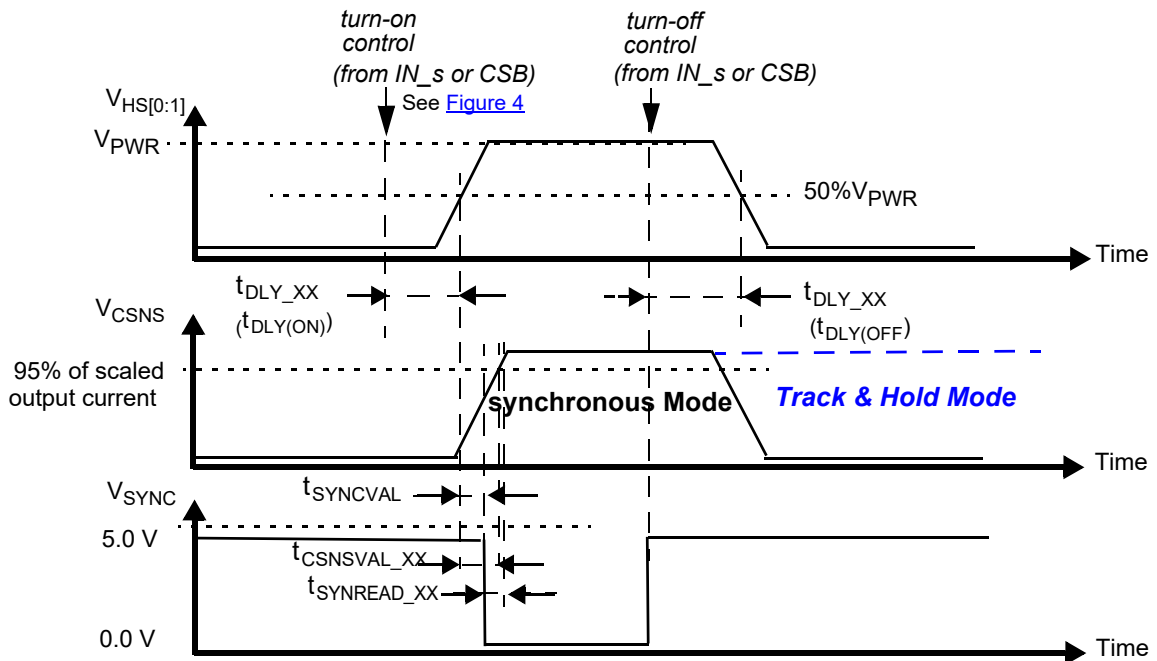 turn-on
control
(from IN_s or CSB)
See Figure 4
turn-off
control
(from IN_s or CSB)
VHS[0:1]
VPWR
50%VPWR
Time
tDLY_XX
(tDLY(ON))
tDLY_XX
(tDLY(OFF)
VCSNS
95% of scaled
output current
synchronous Mode
Track & Hold Mode
Time
tSYNCVAL
VSYNC
5.0 V
tCSNSVAL_XX
tSYNREAD_XX
0.0 V
Time